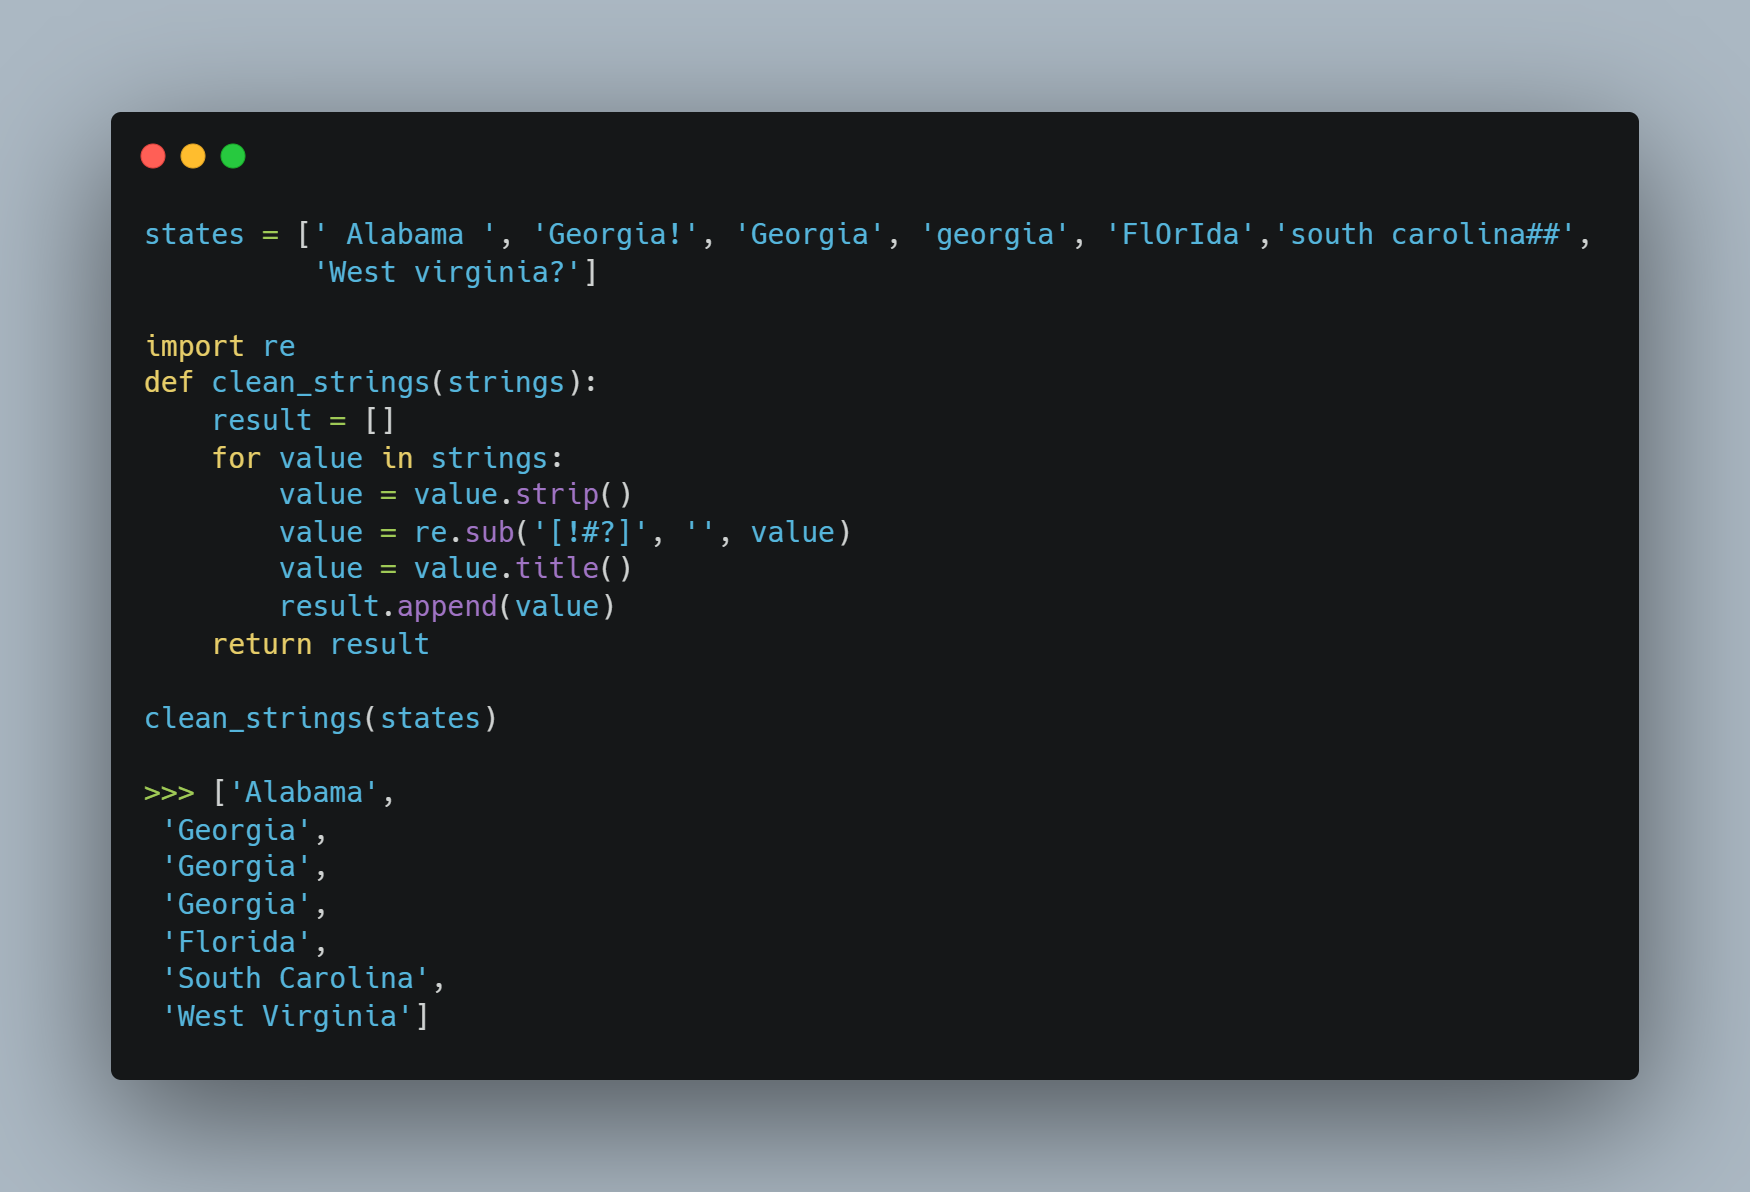 states = [' Alabama ', 'Georgia!', 'Georgia', 'georgia', 'FlOrIda','south carolina##',
          'West virginia?']

import re
def clean_strings(strings):
    result = []
    for value in strings:
        value = value.strip()
        value = re.sub('[!#?]', '', value)
        value = value.title()
        result.append(value)
    return result

clean_strings(states)

>>> ['Alabama',
 'Georgia',
 'Georgia',
 'Georgia',
 'Florida',
 'South Carolina',
 'West Virginia']